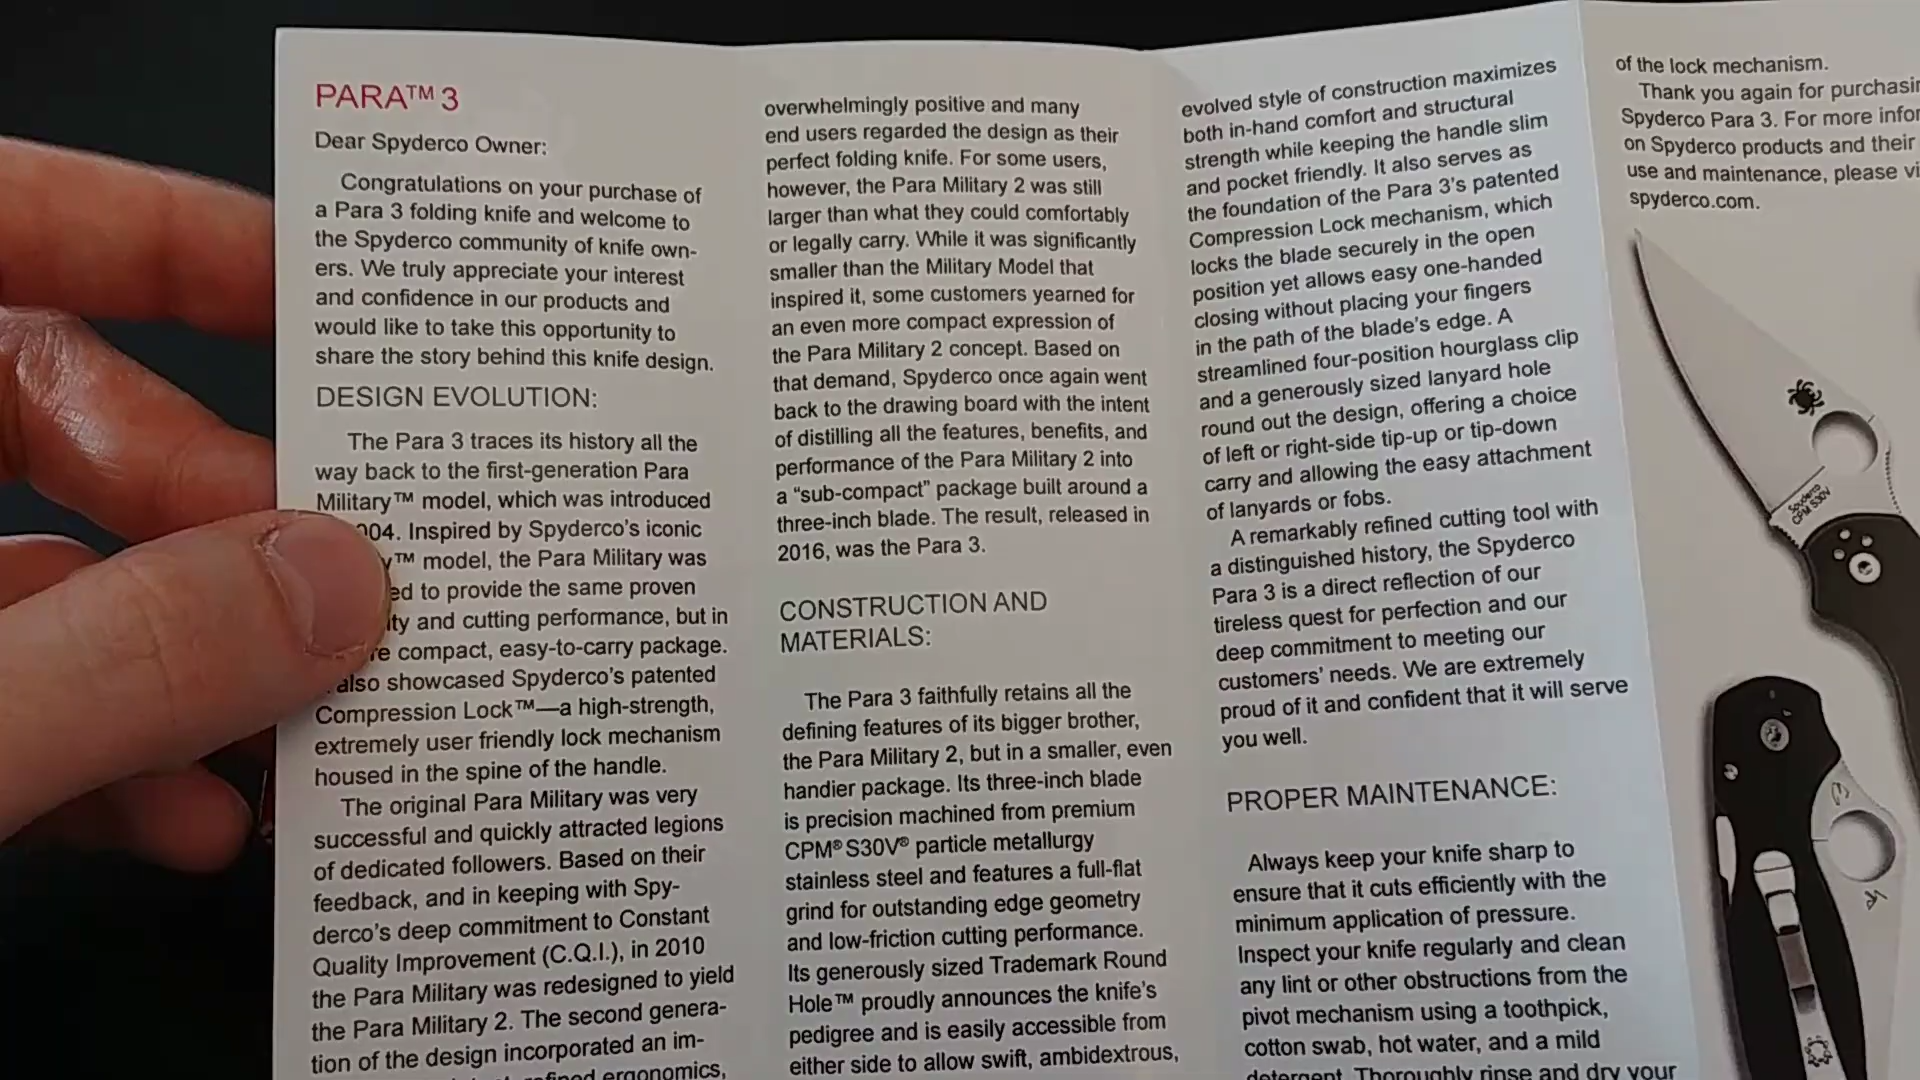 PARA™ 3
Dear Spyderco Owner:
Congratulations on your purchase of
a Para 3 folding knife and welcome to
the Spyderco community of knife own-
ers. We truly appreciate your interest
and confidence in our products and
would like to take this opportunity to
share the story behind this knife design.
DESIGN EVOLUTION:
The Para 3 traces its history all the
way back to the first-generation Para
Military™ model, which was introduced
04. Inspired by Spyderco's iconic
y™ model, the Para Military was
ed to provide the same proven
ity and cutting performance, but in
re compact, easy-to-carry package.
also showcased Spyderco's patented
Compression Lock™—a high-strength,
extremely user friendly lock mechanism
housed in the spine of the handle.
The original Para Military was very
successful and quickly attracted legions
of dedicated followers. Based on their
feedback, and in keeping with Spy-
derco's deep commitment to Constant
Quality Improvement (C.Q.I.), in 2010
the Para Military was redesigned to yield
the Para Military 2. The second genera-
tion of the design incorporated an im-
ergonomics,
overwhelmingly positive and many
end users regarded the design as their
perfect folding knife. For some users,
however, the Para Military 2 was still
larger than what they could comfortably
or legally carry. While it was significantly
smaller than the Military Model that
inspired it, some customers yearned for
an even more compact expression of
the Para Military 2 concept. Based on
that demand, Spyderco once again went
back to the drawing board with the intent
of distilling all the features, benefits, and
performance of the Para Military 2 into
a “sub-compact” package built around a
three-inch blade. The result, released in
2016, was the Para 3.
CONSTRUCTION AND
MATERIALS:
The Para 3 faithfully retains all the
defining features of its bigger brother,
the Para Military 2, but in a smaller, even
handier package. Its three-inch blade
is precision machined from premium
CPM® S30V® particle metallurgy
stainless steel and features a full-flat
grind for outstanding edge geometry
and low-friction cutting performance.
Its generously sized Trademark Round
Hole™ proudly announces the knife's
pedigree and is easily accessible from
either side to allow swift, ambidextrous,
evolved style of construction maximizes
both in-hand comfort and structural
strength while keeping the handle slim
and pocket friendly. It also serves as
the foundation of the Para 3's patented
Compression Lock mechanism, which
locks the blade securely in the open
position yet allows easy one-handed
closing without placing your fingers
in the path of the blade's edge. A
streamlined four-position hourglass clip
and a generously sized lanyard hole
round out the design, offering a choice
of left or right-side tip-up or tip-down
carry and allowing the easy attachment
of lanyards or fobs.
A remarkably refined cutting tool with
a distinguished history, the Spyderco
Para 3 is a direct reflection of our
tireless quest for perfection and our
deep commitment to meeting our
customers' needs. We are extremely
proud of it and confident that it will serve
you well.
PROPER MAINTENANCE:
Always keep your knife sharp to
ensure that it cuts efficiently with the
minimum application of pressure.
Inspect your knife regularly and clean
any lint or other obstructions from the
pivot mechanism using a toothpick,
cotton swab, hot water, and a mild
detergent. Thoroughly rinse and dry your
of the lock mechanism.
Thank you again for purchasin
Spyderco Para 3. For more infor
on Spyderco products and their
use and maintenance, please vi
spyderco.com.
Spyderco
CPM S30V